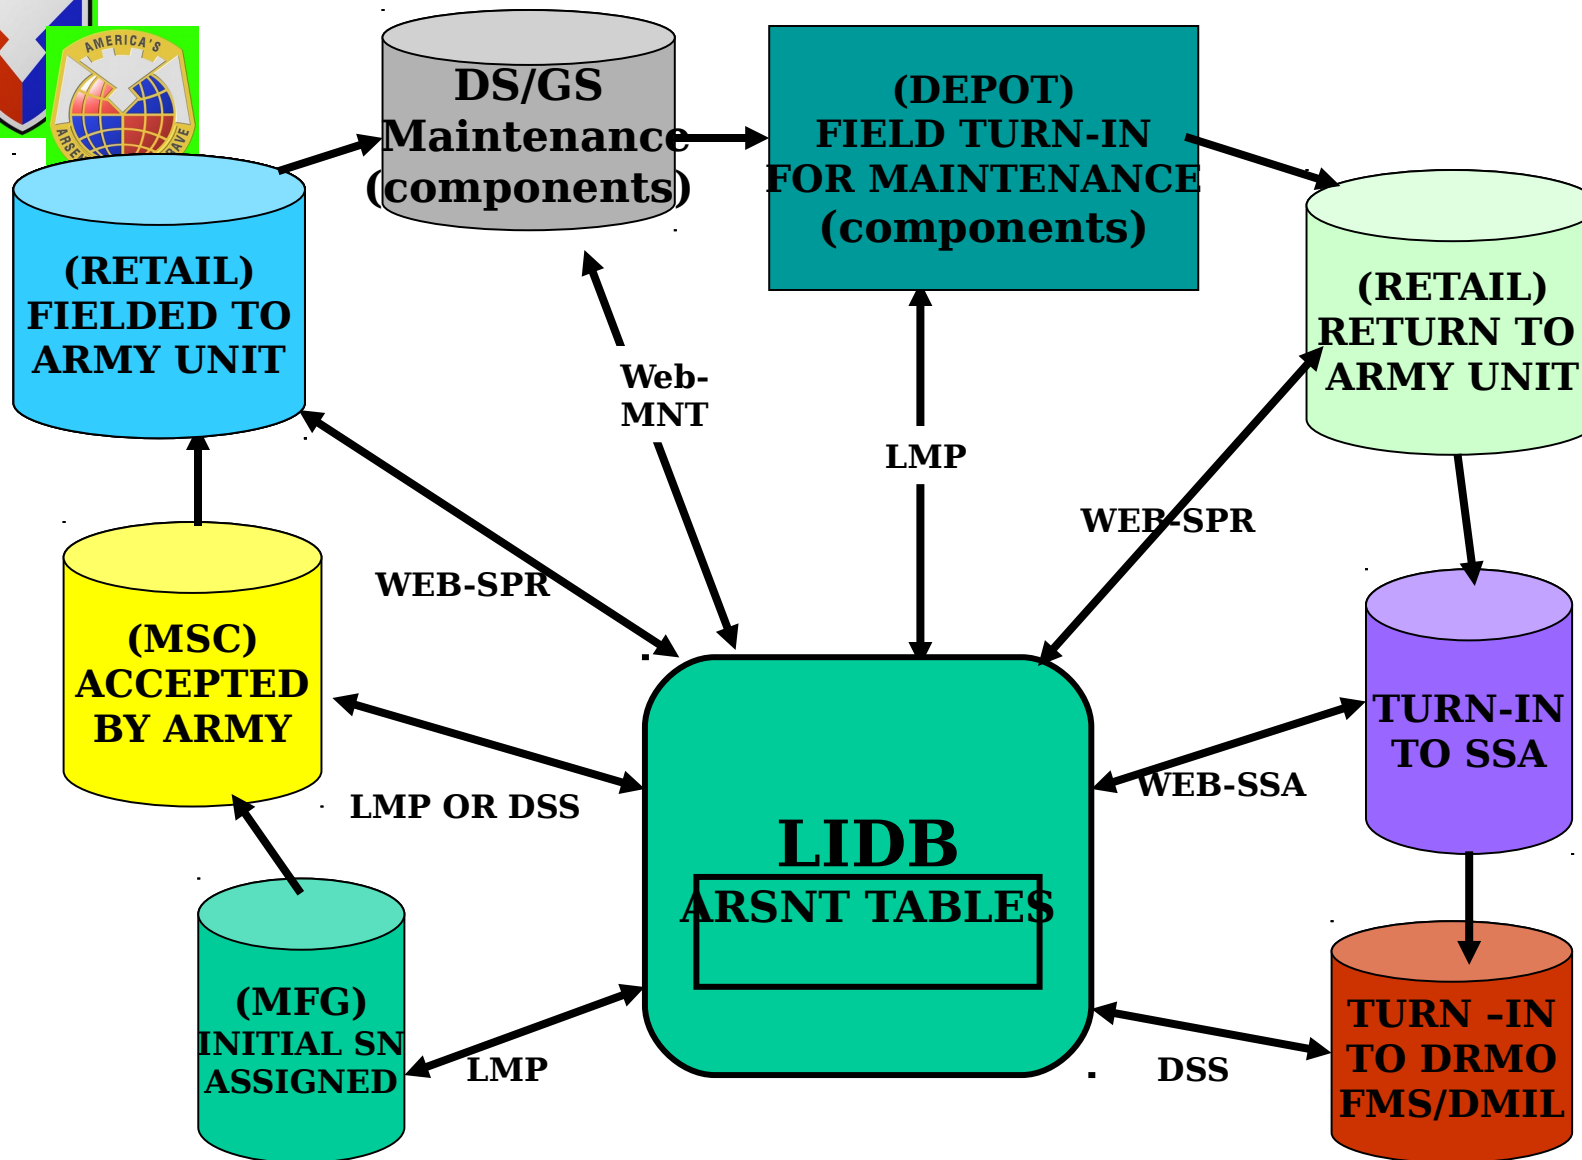 AMERICA'S
DS/GS
Maintenance
(components)
(DEPOT)
FIELD TURN-IN
FOR MAINTENANCE
(components)
(RETAIL)
FIELDED TO
ARMY UNIT
(RETAIL)
RETURN TO
ARMY UNIT
Web-
MNT
LMP
WEB-SPR
WEB-SPR
(MSC)
ACCEPTED
BY ARMY
TURN-IN
TO SSA
WEB-SSA
LMP OR DSS
LIDB
ARSNT TABLES
(MFG)
INITIAL SN
ASSIGNED
LMP
DSS
TURN –IN
TO DRMO
FMS/DMIL